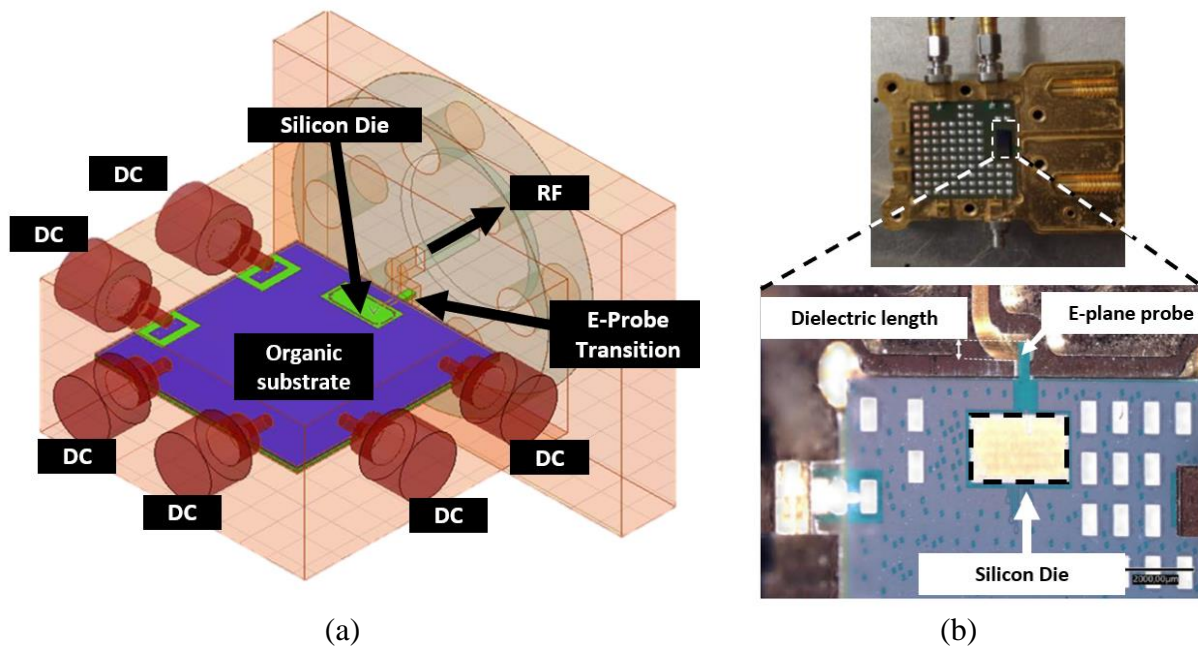 Silicon Die
DC
RF
DC
E-Probe
Transition
Organic
substrate
DC
DC
DC
DC
(a)
Dielectric length
E-plane probe
Silicon Die
2000.00µm
(b)